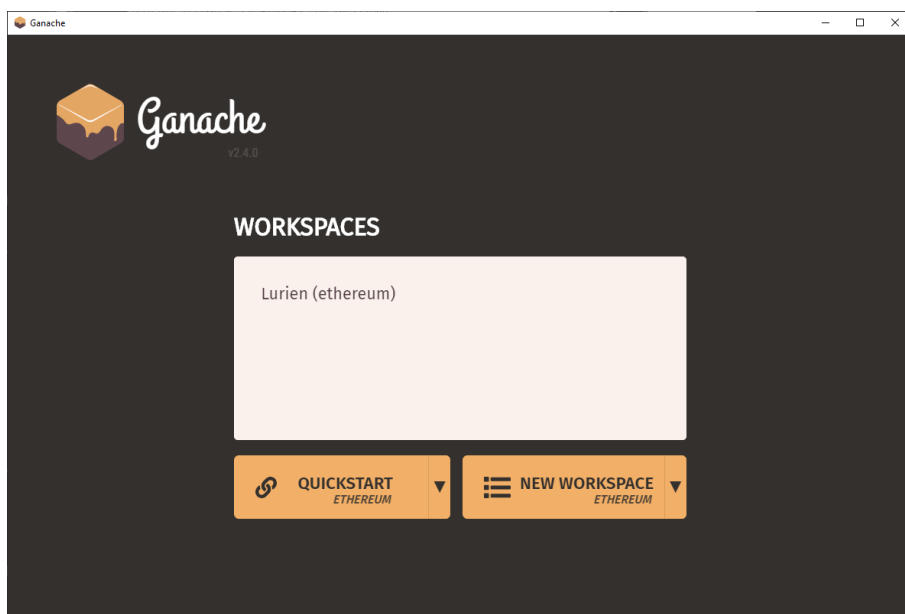 Ganache
Ganache
v2.4.0
WORKSPACES
Lurien (ethereum)
QUICKSTART
ETHEREUM
NEW WORKSPACE
ETHEREUM